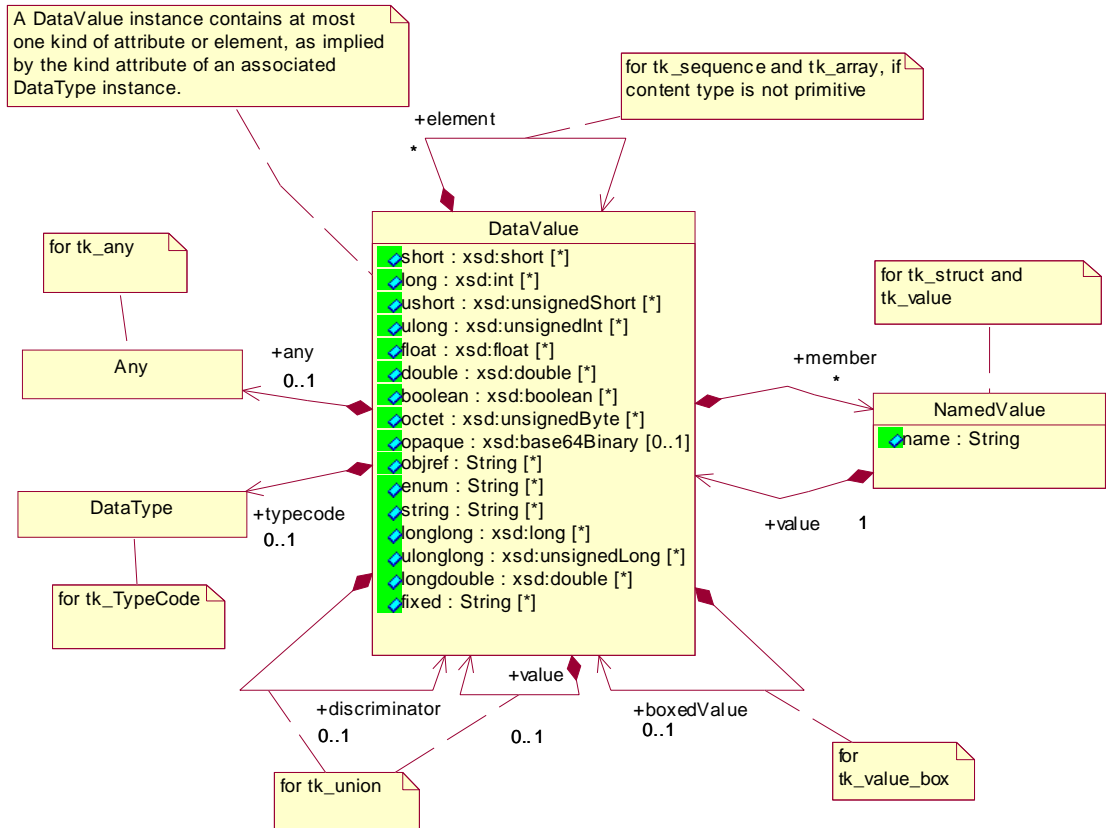 A DataValue instance contains at most
one kind of attribute or element, as implied
by the kind attribute of an associated
DataType instance.
for tk_sequence and tk_array, if
content type is not primitive
+element
*
DataValue
short : xsd:short [*]
long : xsd:int [*]
ushort : xsd:unsignedShort [*]
ulong : xsd:unsignedInt [*]
float : xsd:float [*]
double : xsd:double [*]
boolean : xsd:boolean [*]
octet : xsd:unsignedByte [*]
opaque : xsd:base64Binary [0..1]
objref : String [*]
enum : String [*]
string : String [*]
longlong : xsd:long [*]
ulonglong : xsd:unsignedLong [*]
longdouble : xsd:double [*]
fixed : String [*]
for tk_any
Any
+any
0..1
DataType
+typecode
0..1
for tk_TypeCode
for tk_struct and
tk_value
+member
*
NamedValue
name : String
+value
1
+discriminator
0..1
+value
0..1
+boxedValue
0..1
for tk_union
for
tk_value_box